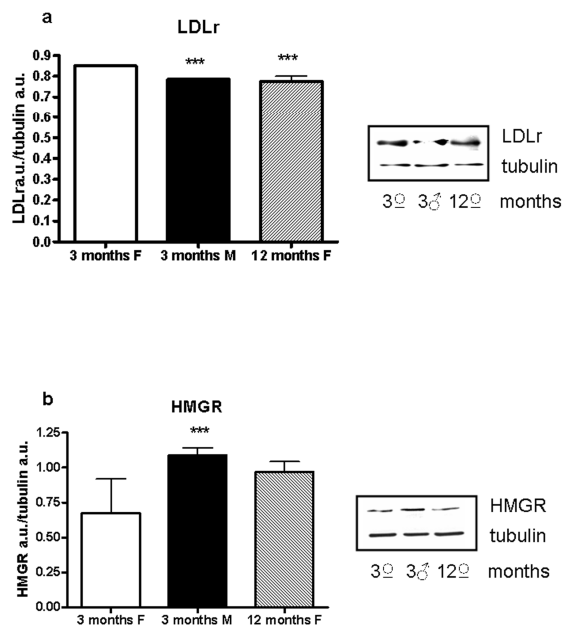 a
LDLr
LDLra.u./tubulin a.u.
0.9
0.8
0.7
0.6
0.5
0.4
0.3
0.2
0.1
0.0
***
***
3 months F
3 months M
12 months F
LDLr
tubulin
3♀ 3♂ 12♀ months
b
HMGR
HMGR a.u./tubulin a.u.
1.25
1.00
0.75
0.50
0.25
0.00
***
3 months F
3 months M
12 months F
HMGR
tubulin
3♀ 3♂ 12♀ months